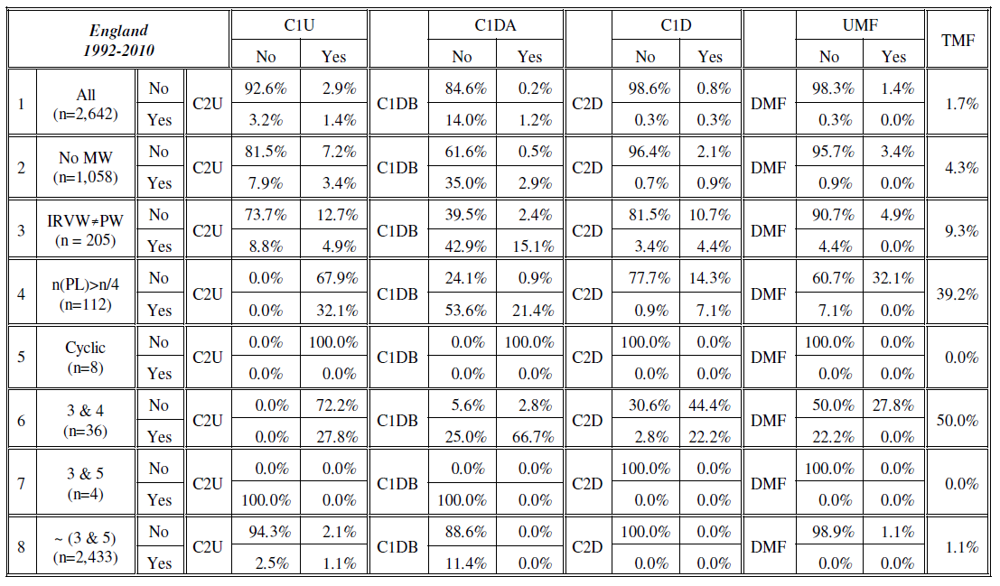 England C1U C1DA C1D UMF TMF
1992-2010 No Yes No Yes No Yes No Yes
1 All (n=2,642) No C2U 92.6% 2.9% C1DB 84.6% 0.2% C2D 98.6% 0.8% DMF 98.3% 1.4% 1.7%
Yes 3.2% 1.4% 14.0% 1.2% 0.3% 0.3% 0.3% 0.0%
2 No MW (n=1,058) No C2U 81.5% 7.2% C1DB 61.6% 0.5% C2D 96.4% 2.1% DMF 95.7% 3.4% 4.3%
Yes 7.9% 3.4% 35.0% 2.9% 0.7% 0.9% 0.9% 0.0%
3 IRVW≠PW (n = 205) No C2U 73.7% 12.7% C1DB 39.5% 2.4% C2D 81.5% 10.7% DMF 90.7% 4.9% 9.3%
Yes 8.8% 4.9% 42.9% 15.1% 3.4% 4.4% 4.4% 0.0%
4 n(PL)>n/4 (n=112) No C2U 0.0% 67.9% C1DB 24.1% 0.9% C2D 77.7% 14.3% DMF 60.7% 32.1% 39.2%
Yes 0.0% 32.1% 53.6% 21.4% 0.9% 7.1% 7.1% 0.0%
5 Cyclic (n=8) No C2U 0.0% 100.0% C1DB 0.0% 100.0% C2D 100.0% 0.0% DMF 100.0% 0.0% 0.0%
Yes 0.0% 0.0% 0.0% 0.0% 0.0% 0.0% 0.0% 0.0%
6 3 & 4 (n=36) No C2U 0.0% 72.2% C1DB 5.6% 2.8% C2D 30.6% 44.4% DMF 50.0% 27.8% 50.0%
Yes 0.0% 27.8% 25.0% 66.7% 2.8% 22.2% 22.2% 0.0%
7 3 & 5 (n=4) No C2U 0.0% 0.0% C1DB 0.0% 0.0% C2D 100.0% 0.0% DMF 100.0% 0.0% 0.0%
Yes 100.0% 0.0% 100.0% 0.0% 0.0% 0.0% 0.0% 0.0%
8 ~ (3 & 5) (n=2,433) No C2U 94.3% 2.1% C1DB 88.6% 0.0% C2D 100.0% 0.0% DMF 98.9% 1.1% 1.1%
Yes 2.5% 1.1% 11.4% 0.0% 0.0% 0.0% 0.0% 0.0%